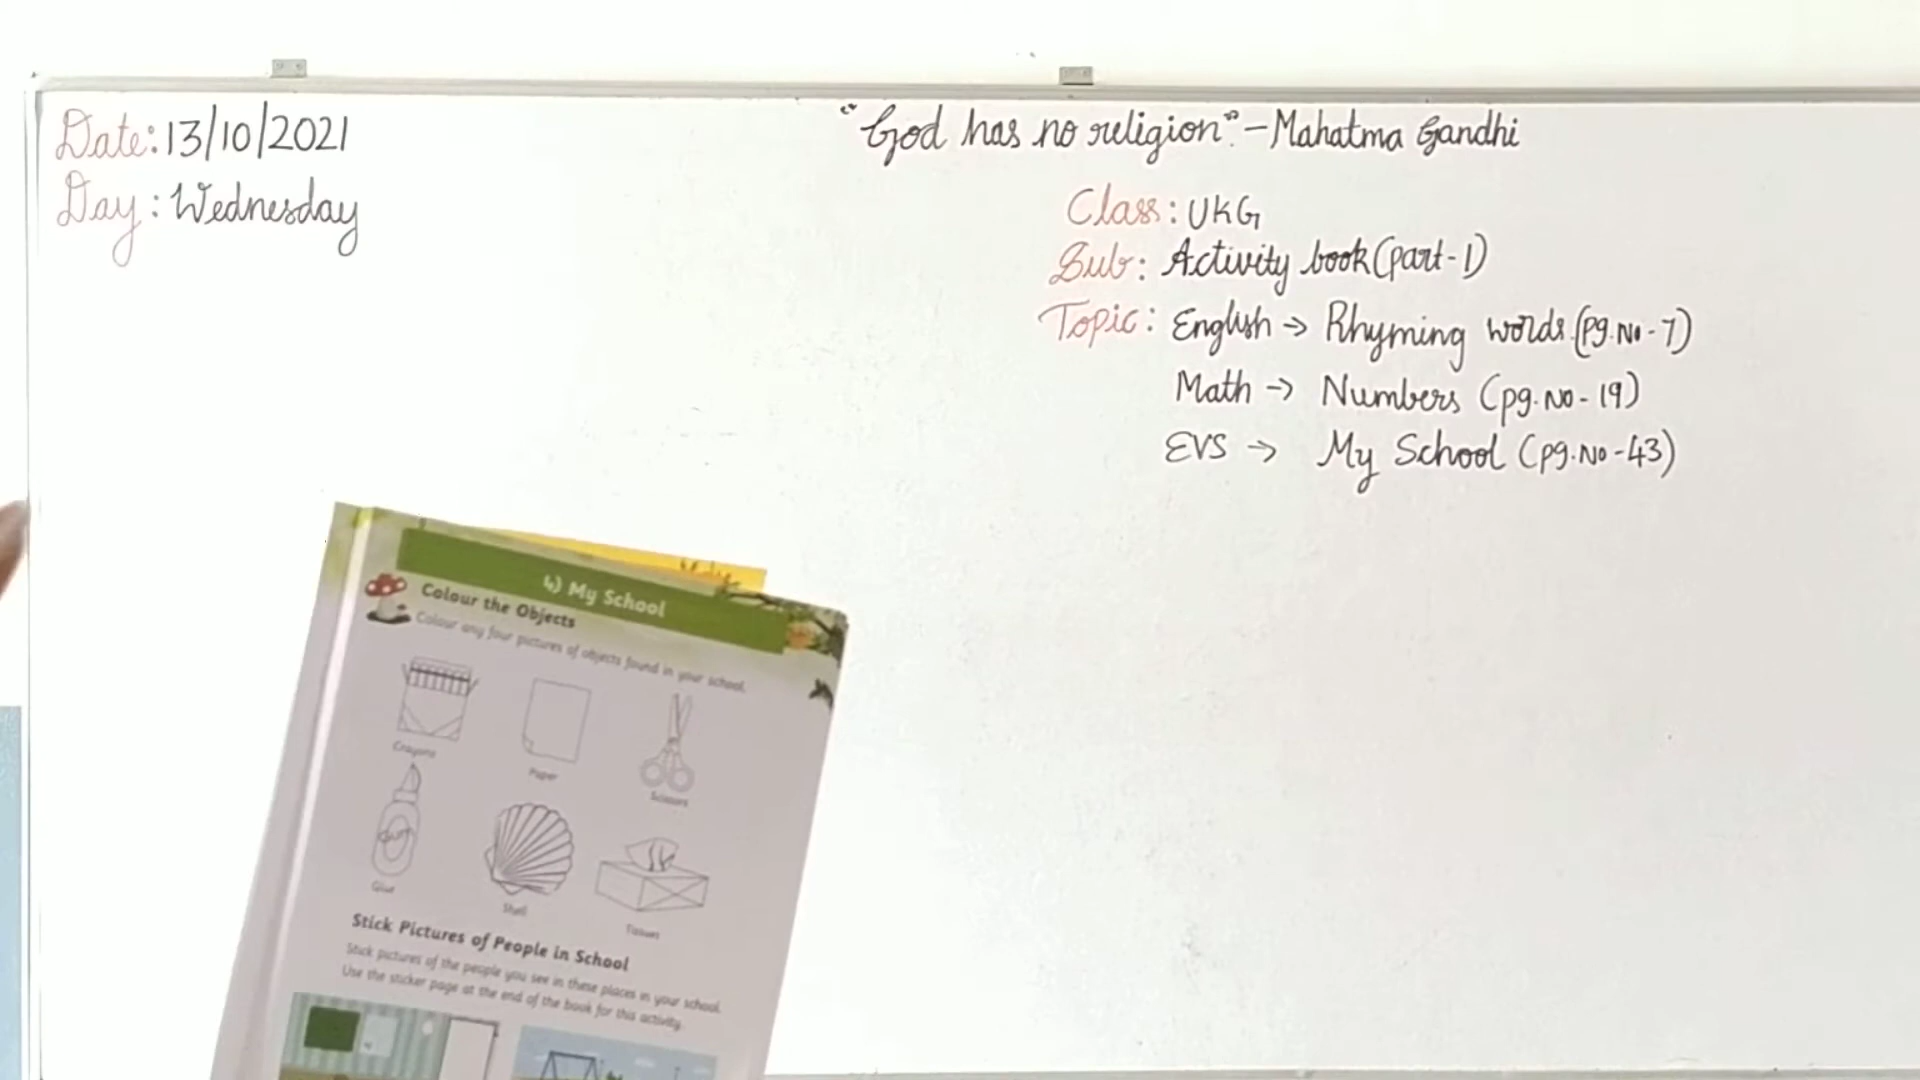 Date: 13/10/2021
Day: Wednesday
"God has no religion". - Mahatma Gandhi
Class: UKG
Sub: Activity book (part-1)
Topic: English → Rhyming words (pg.No-7)
Math → Numbers (pg.No-19)
EVS → My School (pg.No-43)
4) My School
Colour the Objects
Colour any four pictures of objects found in your school.
Crayons
Paper
Scissors
Glue
Shell
Tissues
Stick Pictures of People in School
Stick pictures of the people you see in these places in your school.
Use the sticker page at the end of the book for this activity.